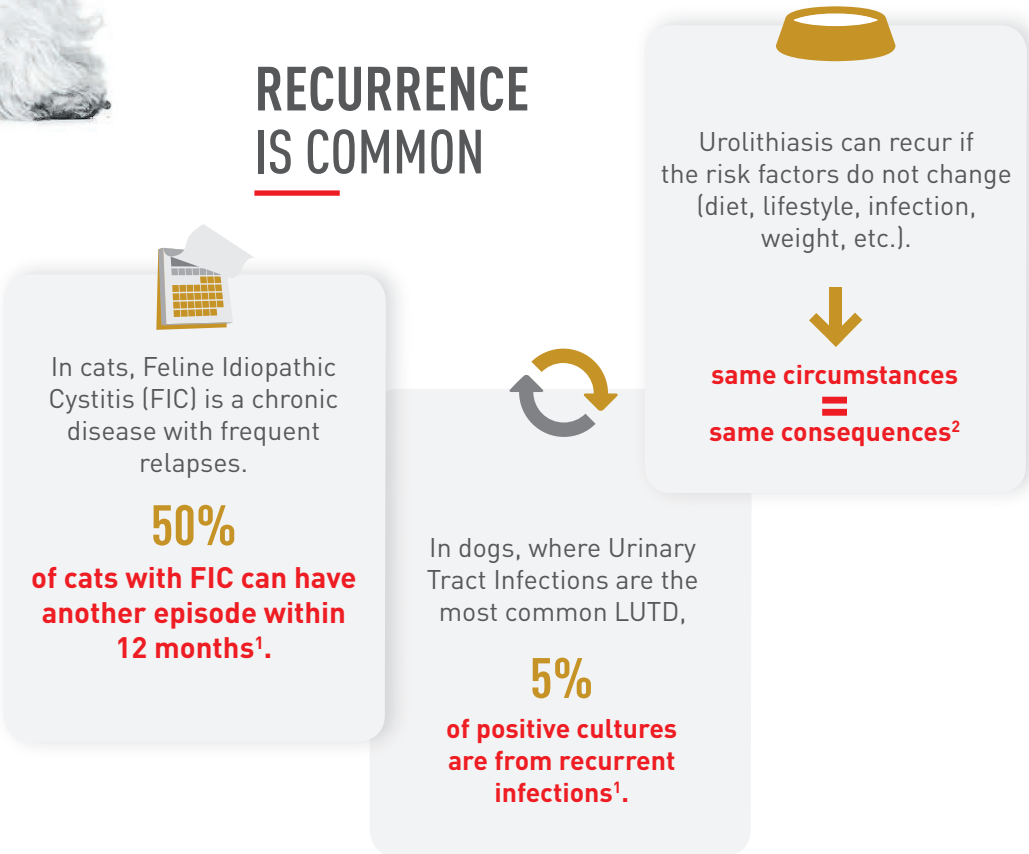 RECURRENCE
IS COMMON
In cats, Feline Idiopathic
Cystitis (FIC) is a chronic
disease with frequent
relapses.
50%
of cats with FIC can have
another episode within
12 months¹.
In dogs, where Urinary
Tract Infections are the
most common LUTD,
5%
of positive cultures
are from recurrent
infections¹.
Urolithiasis can recur if
the risk factors do not change
(diet, lifestyle, infection,
weight, etc.).
same circumstances
=
same consequences²